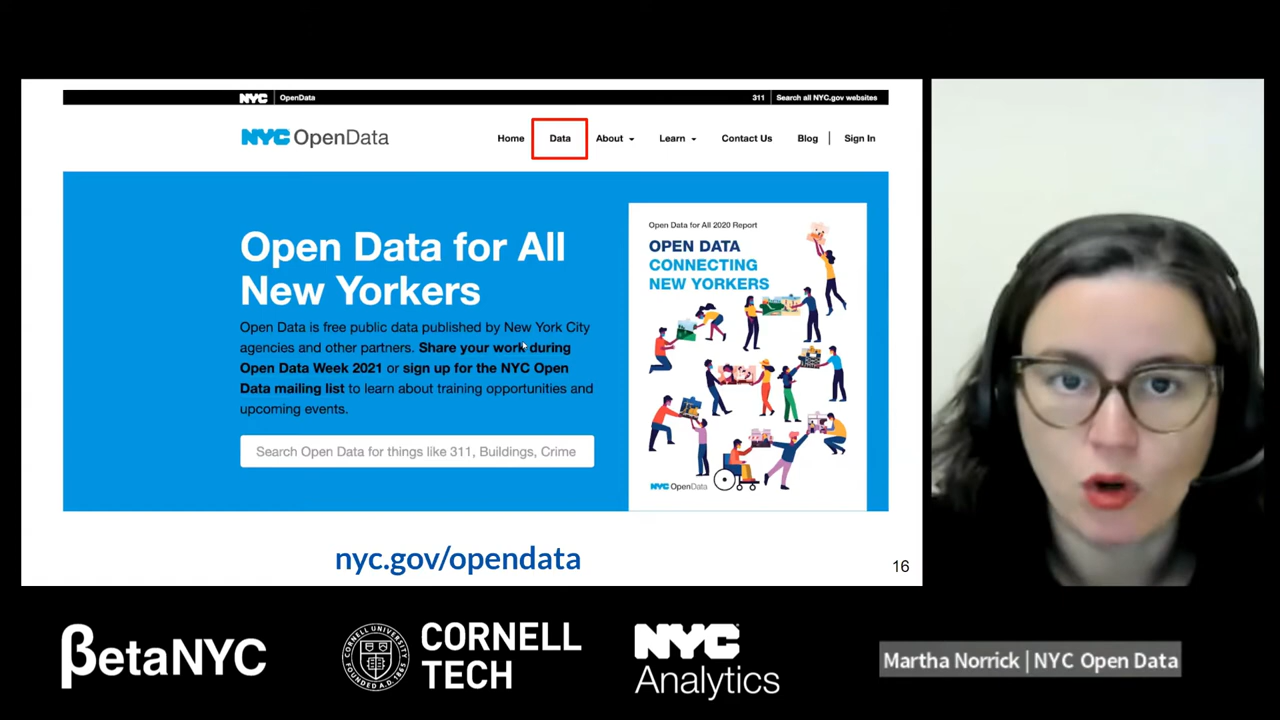 NYC OpenData 311 Search all NYC.gov websites
NYC OpenData Home Data About Learn Contact Us Blog Sign In
Open Data for All
New Yorkers
Open Data is free public data published by New York City
agencies and other partners. Share your work during
Open Data Week 2021 or sign up for the NYC Open
Data mailing list to learn about training opportunities and
upcoming events.
Search Open Data for things like 311, Buildings, Crime
Open Data for All 2020 Report
OPEN DATA
CONNECTING
NEW YORKERS
NYC OpenData
nyc.gov/opendata
16
βetaNYC
CORNELL
TECH
NYC
Analytics
Martha Norrick | NYC Open Data